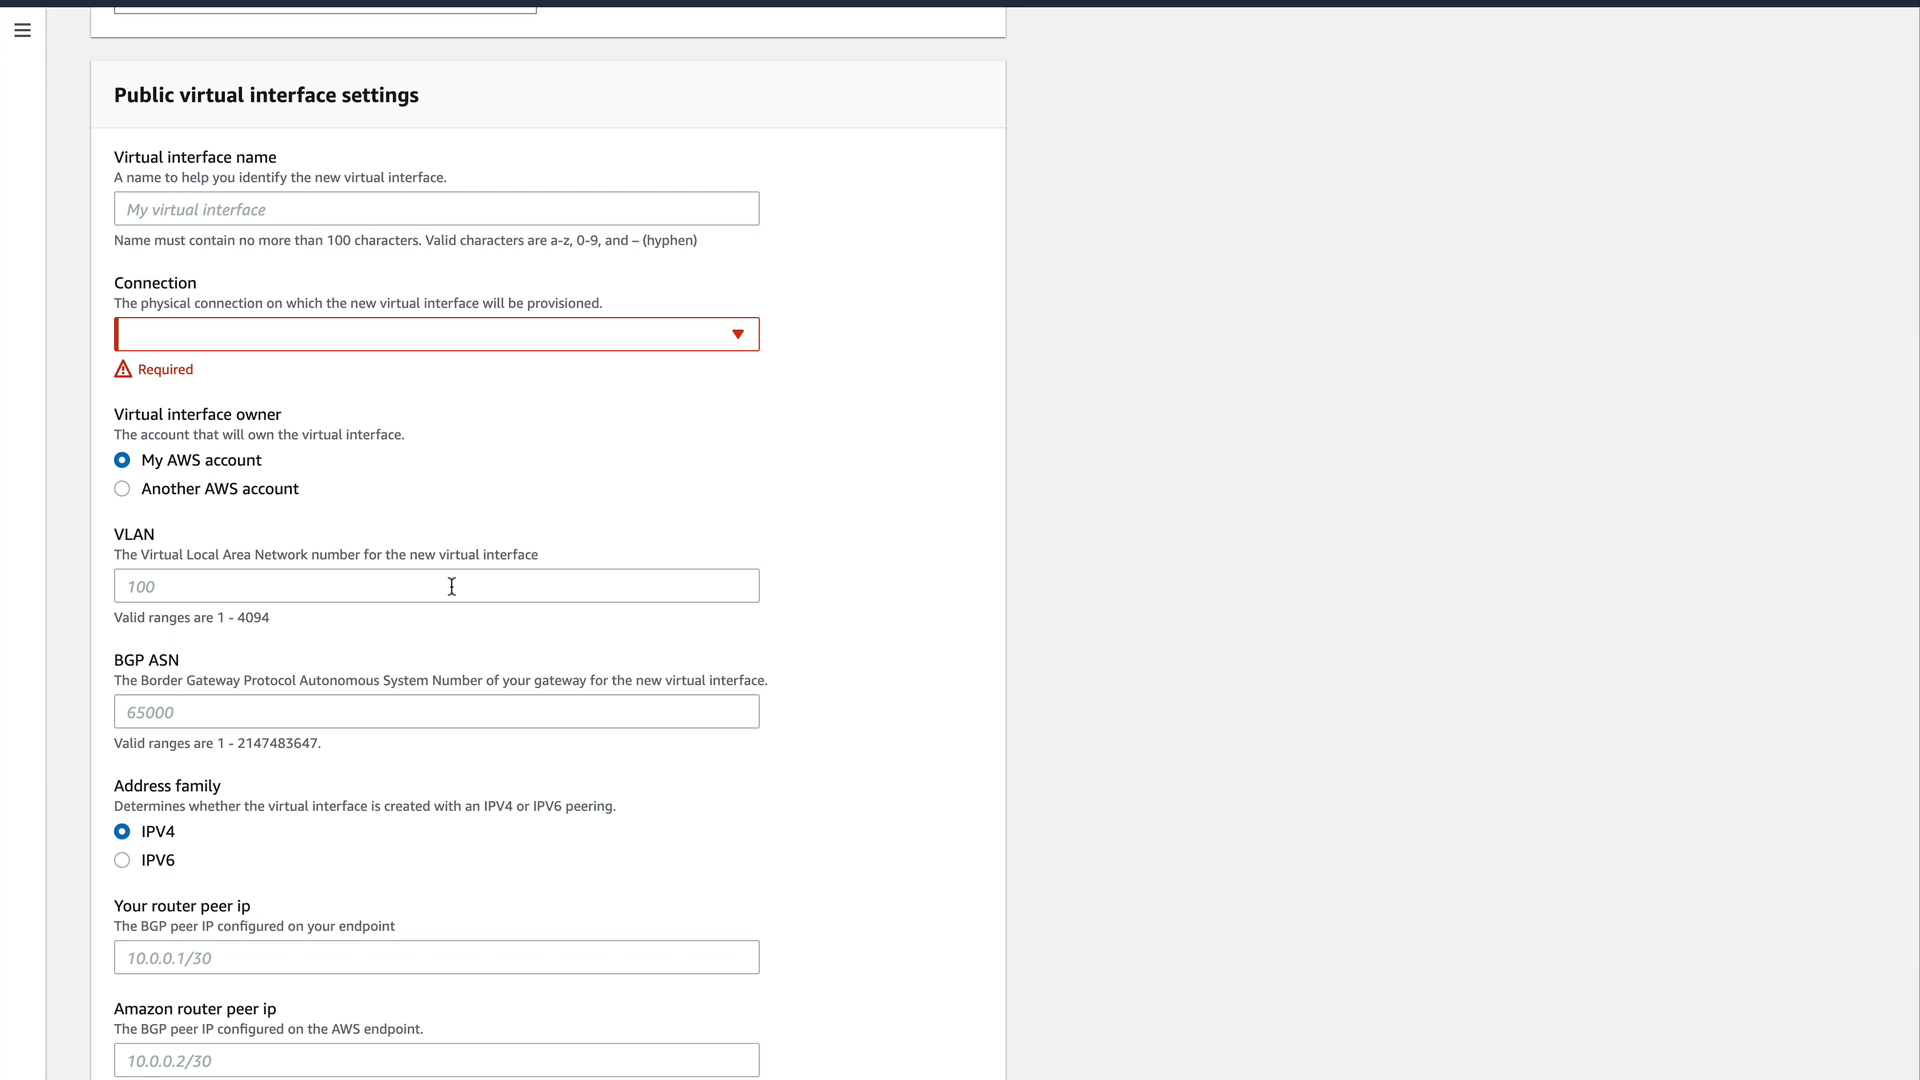 Public virtual interface settings
Virtual interface name
A name to help you identify the new virtual interface.
My virtual interface
Name must contain no more than 100 characters. Valid characters are a-z, 0-9, and – (hyphen)
Connection
The physical connection on which the new virtual interface will be provisioned.
Required
Virtual interface owner
The account that will own the virtual interface.
My AWS account
Another AWS account
VLAN
The Virtual Local Area Network number for the new virtual interface
100
Valid ranges are 1 - 4094
BGP ASN
The Border Gateway Protocol Autonomous System Number of your gateway for the new virtual interface.
65000
Valid ranges are 1 - 2147483647.
Address family
Determines whether the virtual interface is created with an IPV4 or IPV6 peering.
IPV4
IPV6
Your router peer ip
The BGP peer IP configured on your endpoint
10.0.0.1/30
Amazon router peer ip
The BGP peer IP configured on the AWS endpoint.
10.0.0.2/30